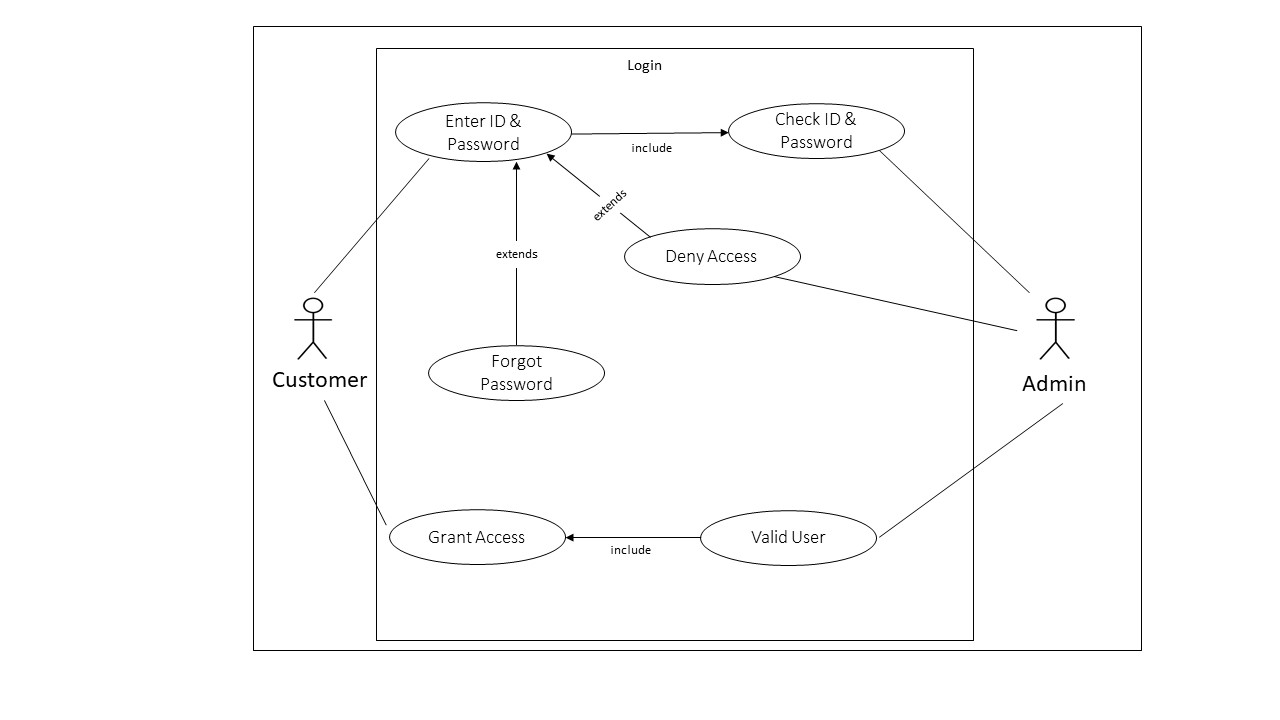 Login
Enter ID &
Password
Check ID &
Password
include
extends
Deny Access
extends
Forgot
Password
Customer
Admin
Grant Access
include
Valid User